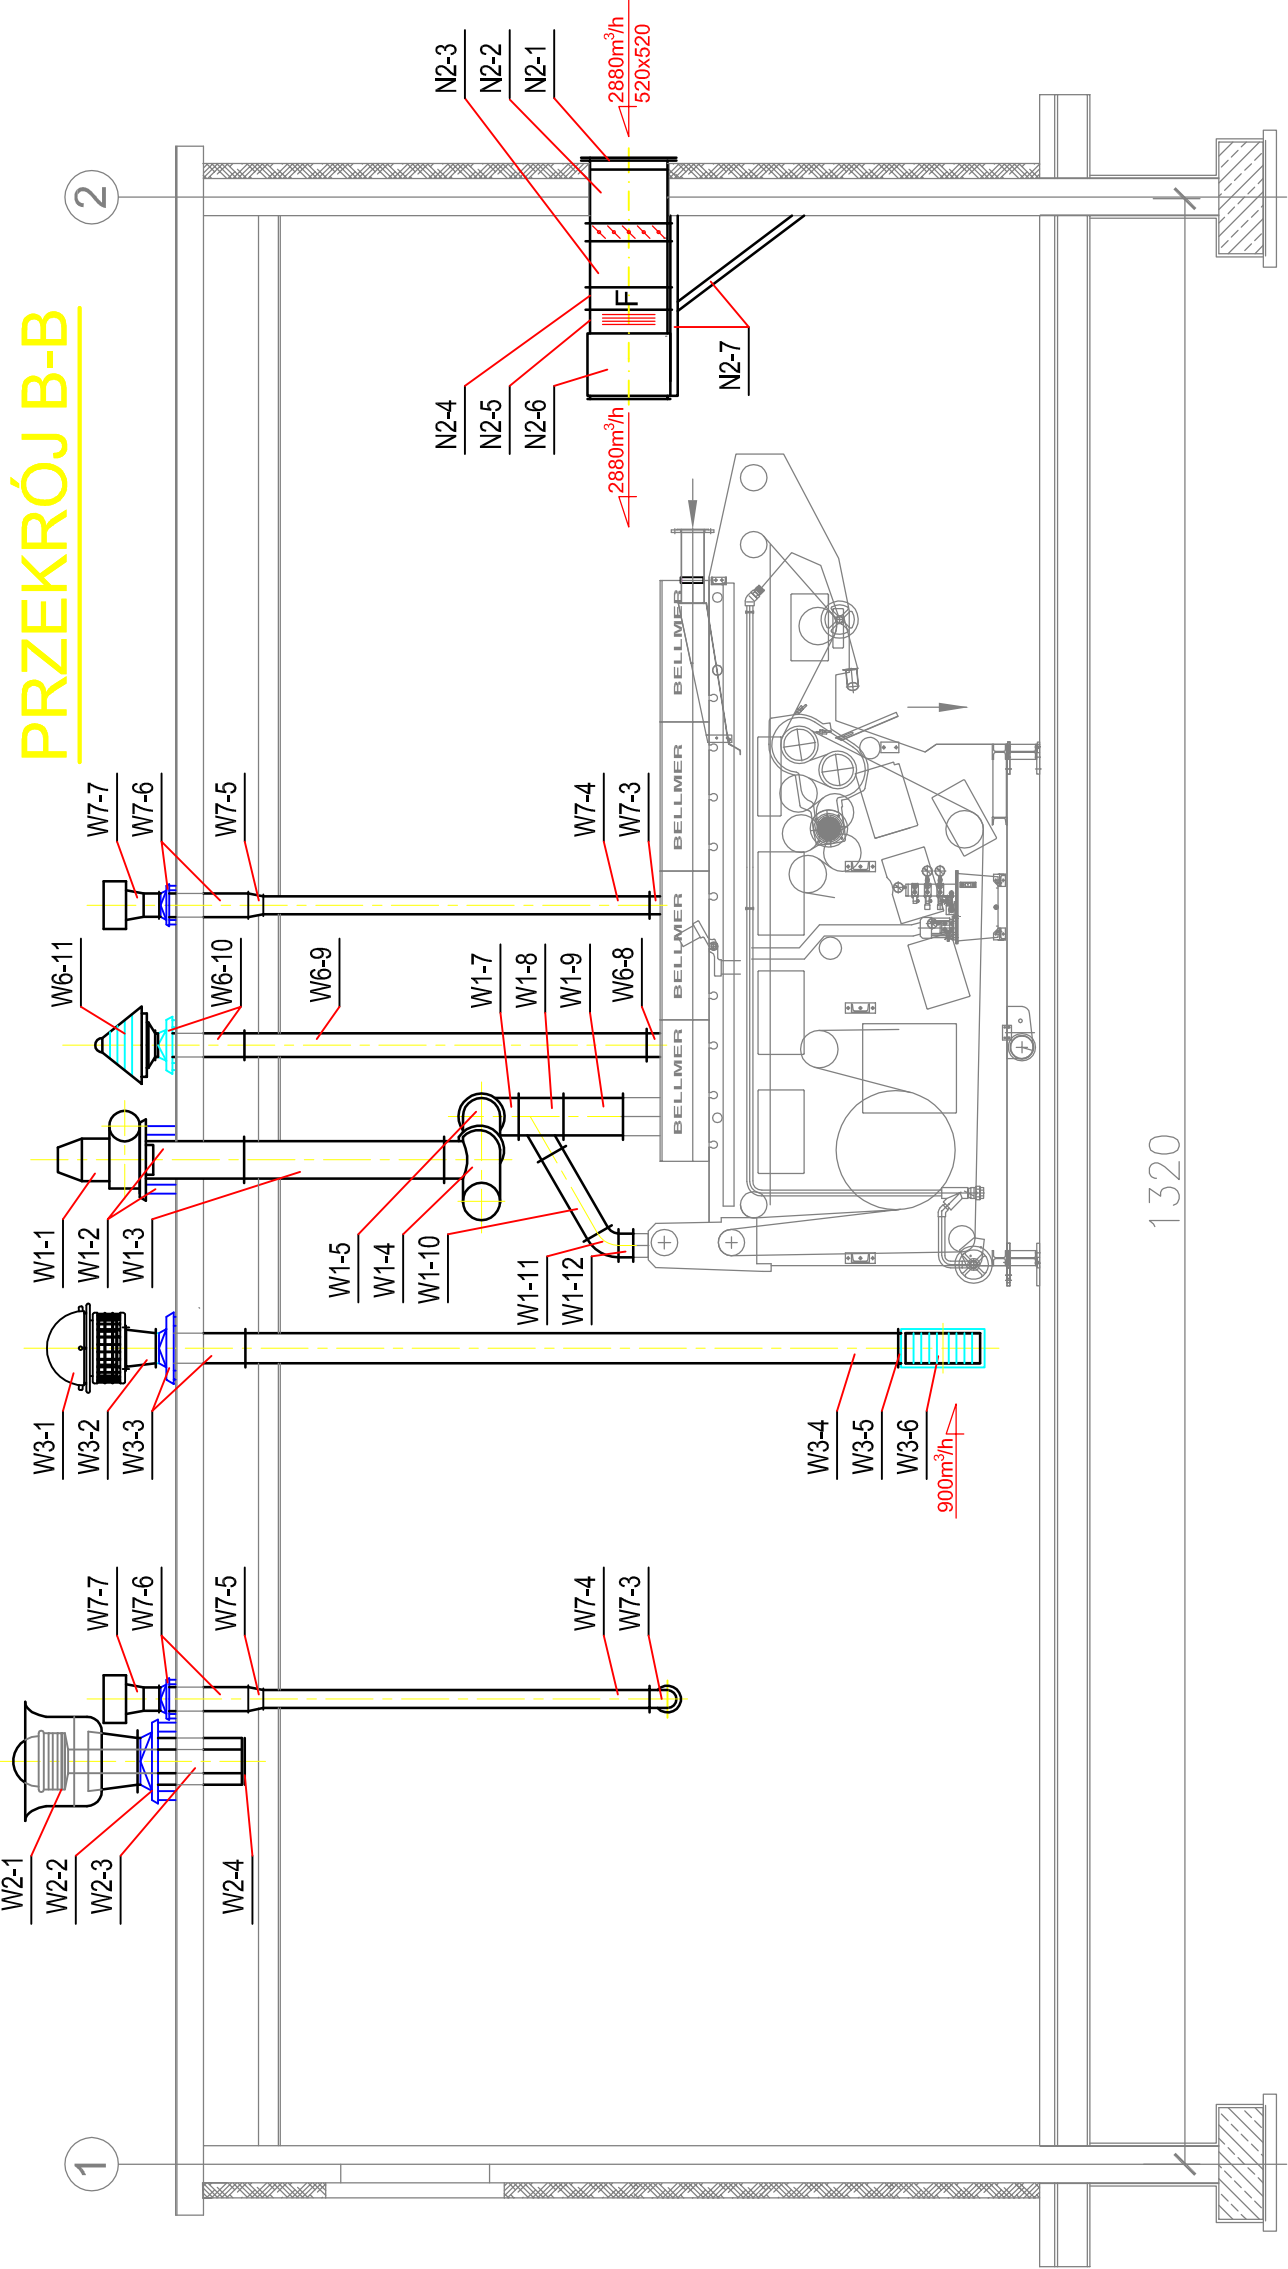 PRZEKRÓJ B-B
1
2
W2-1
W2-2
W2-3
W2-4
W7-7
W7-6
W7-5
W7-4
W7-3
W3-1
W3-2
W3-3
W3-4
W3-5
W3-6
900m³/h
W1-1
W1-2
W1-3
W1-5
W1-4
W1-10
W1-11
W1-12
W6-11
W6-10
W6-9
W1-7
W1-8
W1-9
W6-8
W7-7
W7-6
W7-5
W7-4
W7-3
BELLMER
BELLMER
BELLMER
BELLMER
N2-4
N2-5
N2-6
2880m³/h
F
N2-7
N2-3
N2-2
N2-1
2880m³/h
520x520
1320